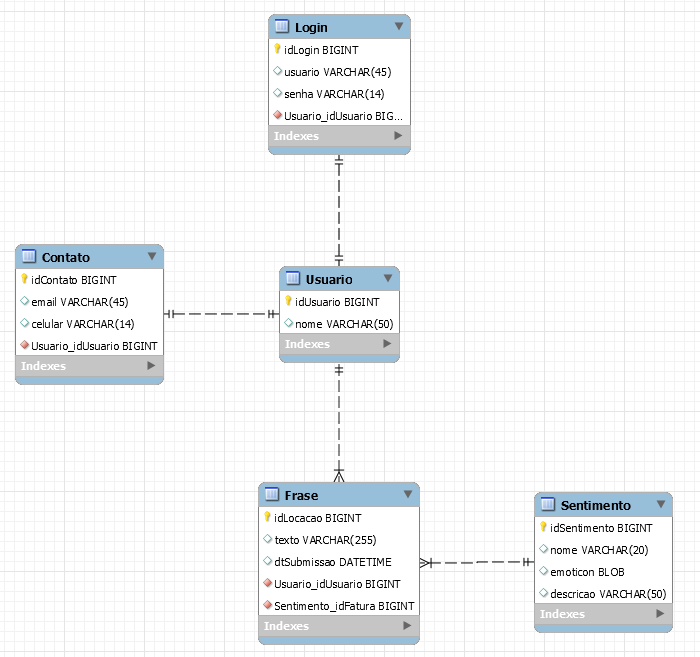 Login
idLogin BIGINT
usuario VARCHAR(45)
senha VARCHAR(14)
Usuario_idUsuario BIG...
Indexes
Contato
idContato BIGINT
email VARCHAR(45)
celular VARCHAR(14)
Usuario_idUsuario BIGINT
Indexes
Usuario
idUsuario BIGINT
nome VARCHAR(50)
Indexes
Frase
idLocacao BIGINT
texto VARCHAR(255)
dtSubmissao DATETIME
Usuario_idUsuario BIGINT
Sentimento_idFatura BIGINT
Indexes
Sentimento
idSentimento BIGINT
nome VARCHAR(20)
emoticon BLOB
descricao VARCHAR(50)
Indexes